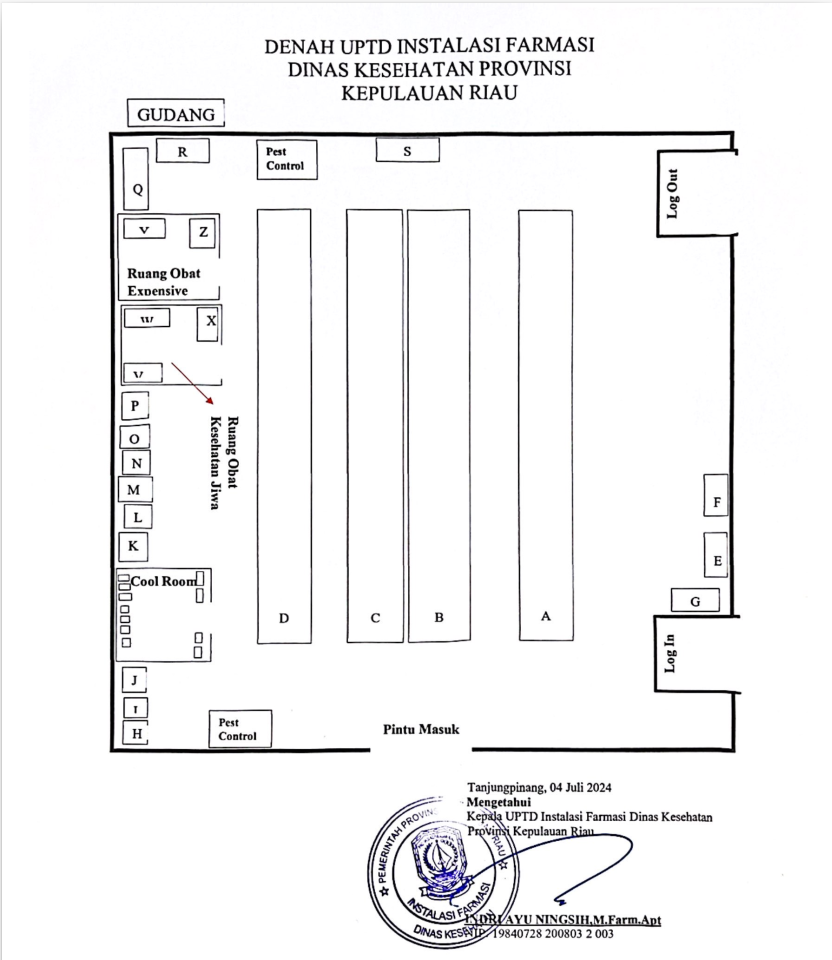 DENAH UPTD INSTALASI FARMASI
DINAS KESEHATAN PROVINSI
KEPULAUAN RIAU
GUDANG
R
Pest
Control
S
Q
Log Out
V
Z
Ruang Obat
Expensive
W
X
V
Ruang Obat
Kesehatan Jiwa
P
O
N
M
L
K
F
E
G
Cool Room
D
C
B
A
Log In
J
I
H
Pest
Control
Pintu Masuk
Tanjungpinang, 04 Juli 2024
Mengetahui
Kepala UPTD Instalasi Farmasi Dinas Kesehatan
Provinsi Kepulauan Riau
PEMERINTAH PROVINSI RIAU
INSTALASI FARMASI
DINAS KESEHATAN
INDRI AYU NINGSIH,M.Farm.Apt
NIP. 19840728 200803 2 003